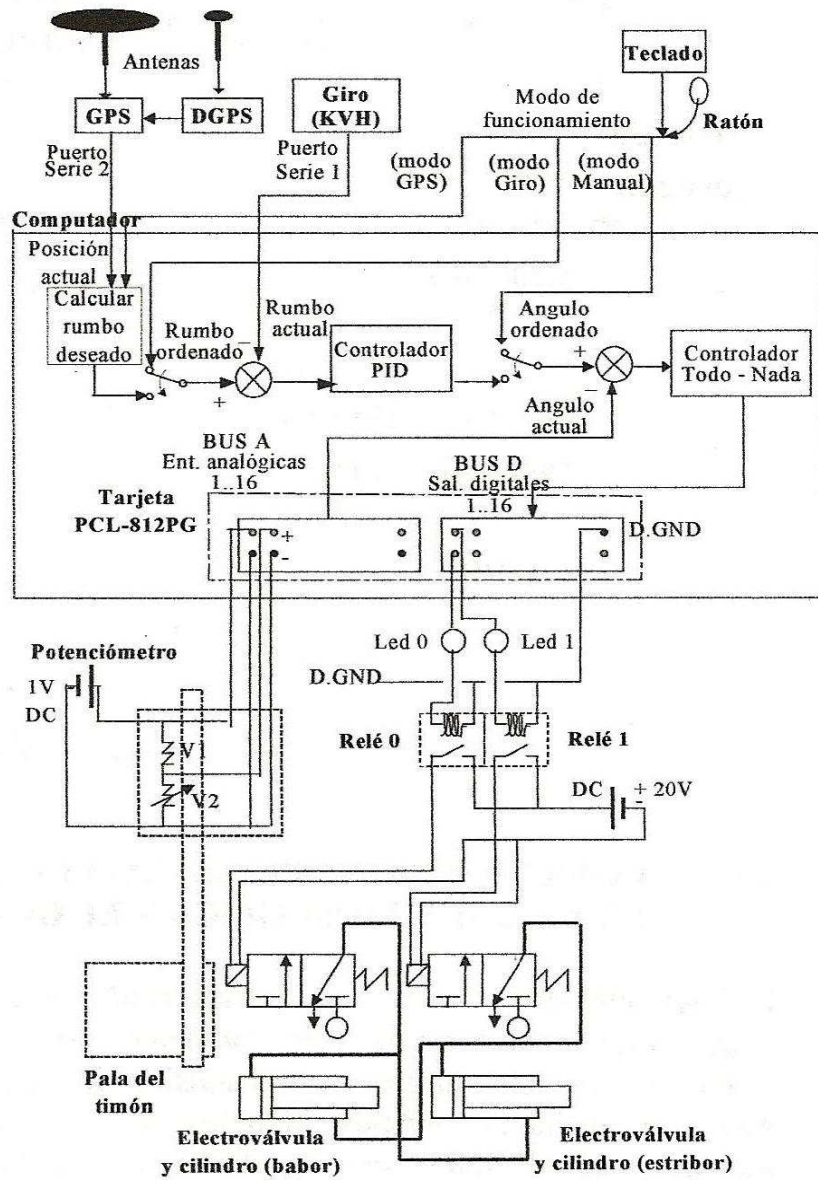 Antenas
Teclado
GPS
DGPS
Giro
(KVH)
Modo de
funcionamiento
Ratón
Puerto
Serie 2
Puerto
Serie 1
(modo
GPS)
(modo
Giro)
(modo
Manual)
Computador
Posición
actual
Calcular
rumbo
deseado
Rumbo
ordenado
Rumbo
actual
Controlador
PID
Angulo
ordenado
Controlador
Todo - Nada
+
−
+
−
Angulo
actual
BUS A
Ent. analógicas
1..16
BUS D
Sal. digitales
1..16
Tarjeta
PCL-812PG
+
-
D.GND
Led 0
Led 1
Potenciómetro
D.GND
1V
DC
-
V1
V2
Relé 0
Relé 1
DC
+ 20V
-
Pala del
timón
Electroválvula
y cilindro (babor)
Electroválvula
y cilindro (estribor)